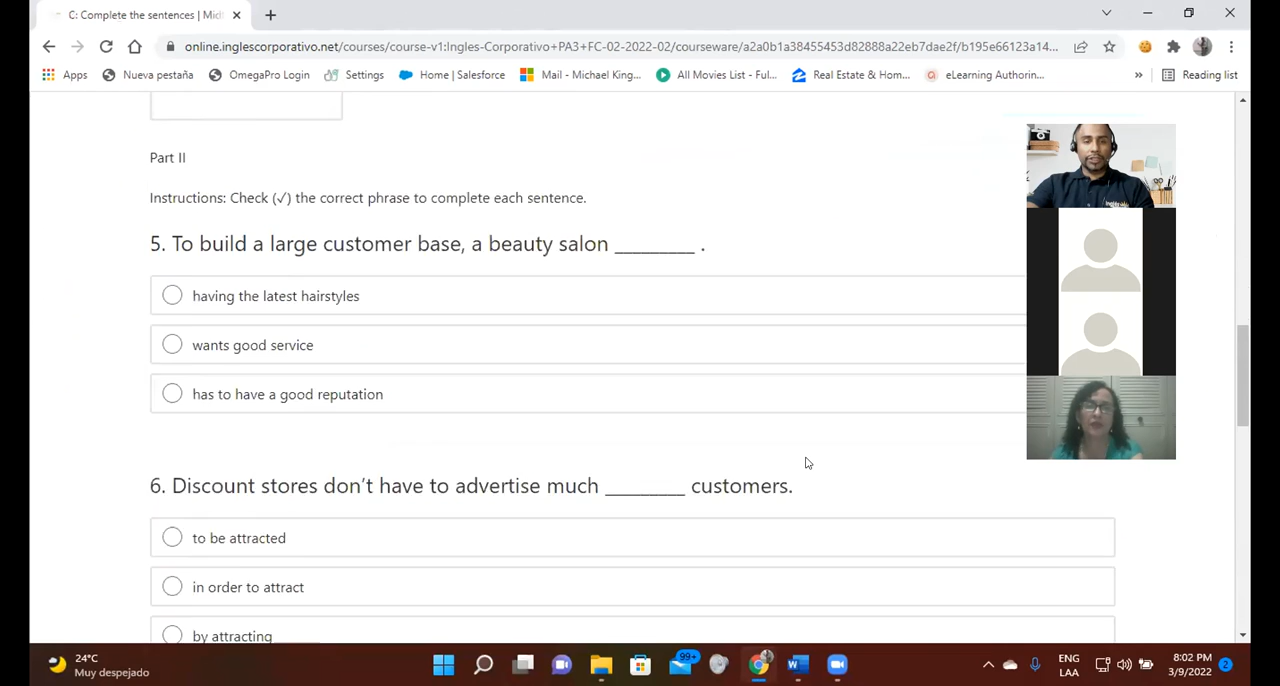 C: Complete the sentences | Mid
online.inglescorporativo.net/courses/course-v1:Ingles-Corporativo+PA3+FC-02-2022-02/courseware/a2a0b1a38455453d82888a22eb7dae2f/b195e66123a14...
Apps Nueva pestaña OmegaPro Login Settings Home | Salesforce Mail - Michael King... All Movies List - Ful... Real Estate & Hom... eLearning Authorin... » Reading list
Part II
Instructions: Check (✓) the correct phrase to complete each sentence.
5. To build a large customer base, a beauty salon _________ .
having the latest hairstyles
wants good service
has to have a good reputation
6. Discount stores don’t have to advertise much _________ customers.
to be attracted
in order to attract
by attracting
24°C
Muy despejado
99+
ENG
LAA
8:02 PM
3/9/2022
2